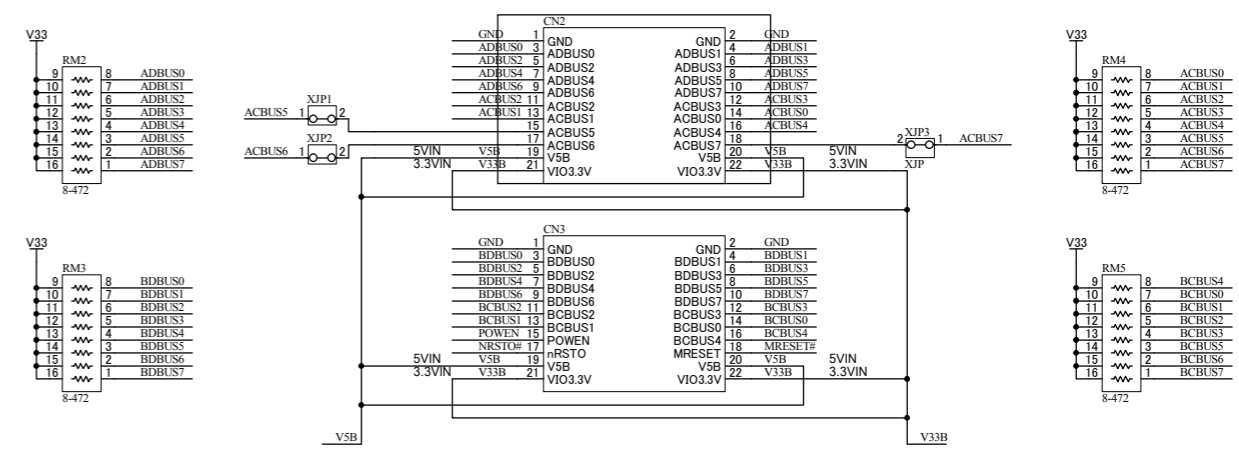 V33
RM2
9 8 ADBUS0
10 7 ADBUS1
11 6 ADBUS2
12 5 ADBUS3
13 4 ADBUS4
14 3 ADBUS5
15 2 ADBUS6
16 1 ADBUS7
8-472
XJP1
ACBUS5 1 2
XJP2
ACBUS6 1 2
CN2
GND 1 GND GND 2 GND
ADBUS0 3 ADBUS0 ADBUS1 4 ADBUS1
ADBUS2 5 ADBUS2 ADBUS3 6 ADBUS3
ADBUS4 7 ADBUS4 ADBUS5 8 ADBUS5
ADBUS6 9 ADBUS6 ADBUS7 10 ADBUS7
ACBUS2 11 ACBUS2 ACBUS3 12 ACBUS3
ACBUS1 13 ACBUS1 ACBUS0 14 ACBUS0
15 ACBUS5 ACBUS4 16 ACBUS4
17 ACBUS6 ACBUS7 18
5VIN V5B 19 V5B V5B 20 V5B 5VIN
3.3VIN V33B 21 VIO3.3V VIO3.3V 22 V33B 3.3VIN
XJP3
2 1 ACBUS7
XJP
V33
RM4
9 8 ACBUS0
10 7 ACBUS1
11 6 ACBUS2
12 5 ACBUS3
13 4 ACBUS4
14 3 ACBUS5
15 2 ACBUS6
16 1 ACBUS7
8-472
V33
RM3
9 8 BDBUS0
10 7 BDBUS1
11 6 BDBUS2
12 5 BDBUS3
13 4 BDBUS4
14 3 BDBUS5
15 2 BDBUS6
16 1 BDBUS7
8-472
CN3
GND 1 GND GND 2 GND
BDBUS0 3 BDBUS0 BDBUS1 4 BDBUS1
BDBUS2 5 BDBUS2 BDBUS3 6 BDBUS3
BDBUS4 7 BDBUS4 BDBUS5 8 BDBUS5
BDBUS6 9 BDBUS6 BDBUS7 10 BDBUS7
BCBUS2 11 BCBUS2 BCBUS3 12 BCBUS3
BCBUS1 13 BCBUS1 BCBUS0 14 BCBUS0
POWEN 15 POWEN BCBUS4 16 BCBUS4
NRSTO# 17 nRSTO MRESET 18 MRESET#
5VIN V5B 19 V5B V5B 20 V5B 5VIN
3.3VIN V33B 21 VIO3.3V VIO3.3V 22 V33B 3.3VIN
V5B
V33B
V33
RM5
9 8 BCBUS4
10 7 BCBUS0
11 6 BCBUS1
12 5 BCBUS2
13 4 BCBUS3
14 3 BCBUS5
15 2 BCBUS6
16 1 BCBUS7
8-472